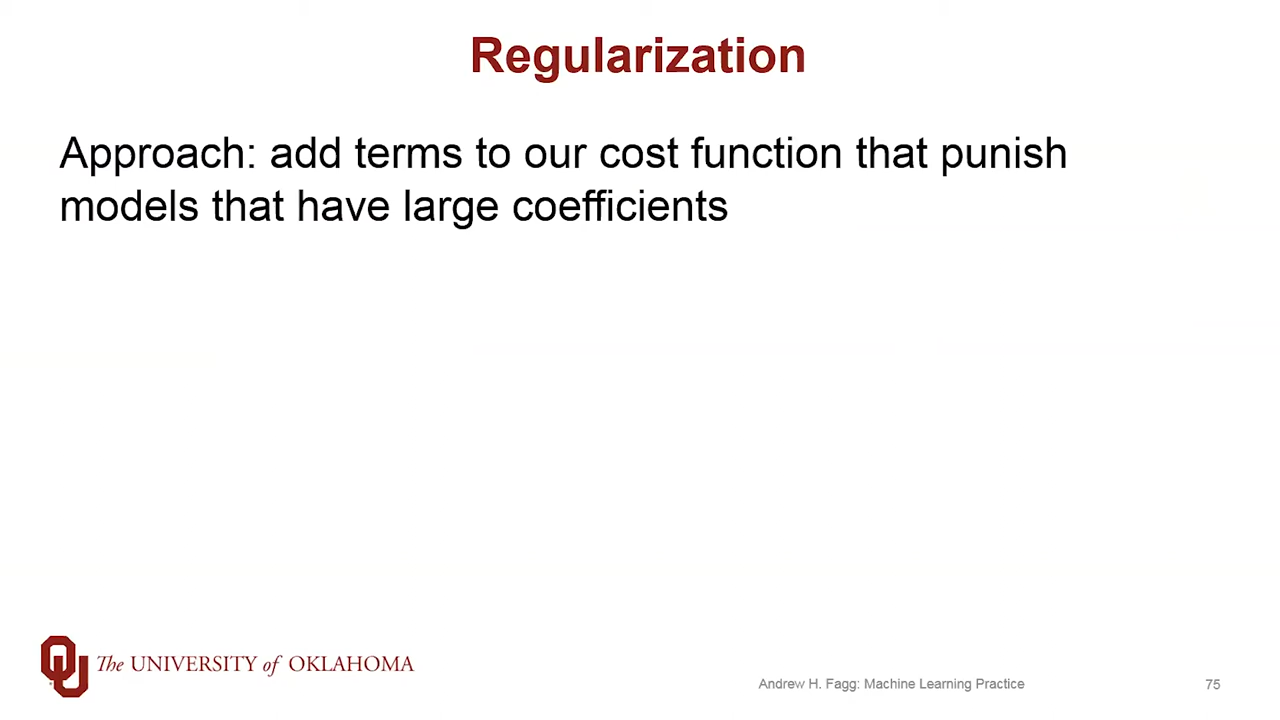 Regularization
Approach: add terms to our cost function that punish
models that have large coefficients
OU The UNIVERSITY of OKLAHOMA
Andrew H. Fagg: Machine Learning Practice
75